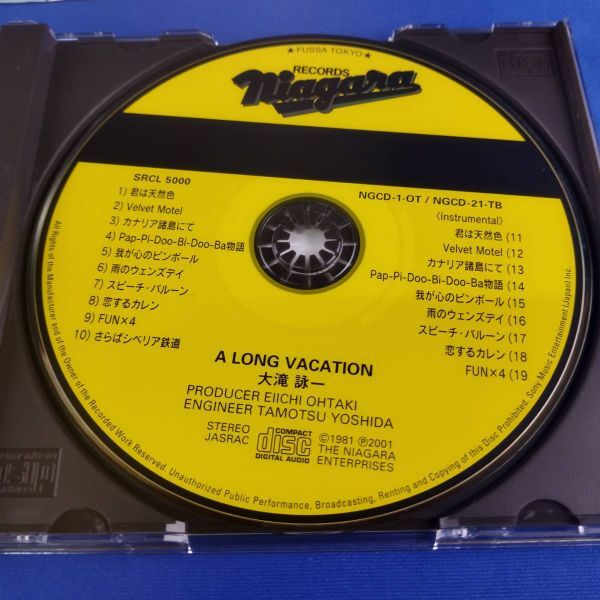 ★ FUSSA TOKYO ★
RECORDS
Niagara
SRCL 5000
1) 君は天然色
2) Velvet Motel
3) カナリア諸島にて
4) Pap-Pi-Doo-Bi-Doo-Ba物語
5) 我が心のピンボール
6) 雨のウェンズデイ
7) スピーチ・バルーン
8) 恋するカレン
9) FUN×4
10) さらばシベリア鉄道
NGCD-1-OT / NGCD-21-TB
〈Instrumental〉
君は天然色 (11
Velvet Motel (12
カナリア諸島にて (13
Pap-Pi-Doo-Bi-Doo-Ba物語 (14
我が心のピンボール (15
雨のウェンズデイ (16
スピーチ・バルーン (17
恋するカレン (18
FUN×4 (19
A LONG VACATION
大滝 詠一
PRODUCER EIICHI OHTAKI
ENGINEER TAMOTSU YOSHIDA
STEREO
JASRAC
COMPACT
disc
DIGITAL AUDIO
©1981 ℗2001
THE NIAGARA
ENTERPRISES
All Rights of the Manufacturer and of the Owner of the Recorded Work Reserved. Unauthorized Public Performance, Broadcasting, Renting and Copying of this Disc Prohibited. Sony Music Entertainment (Japan) Inc.